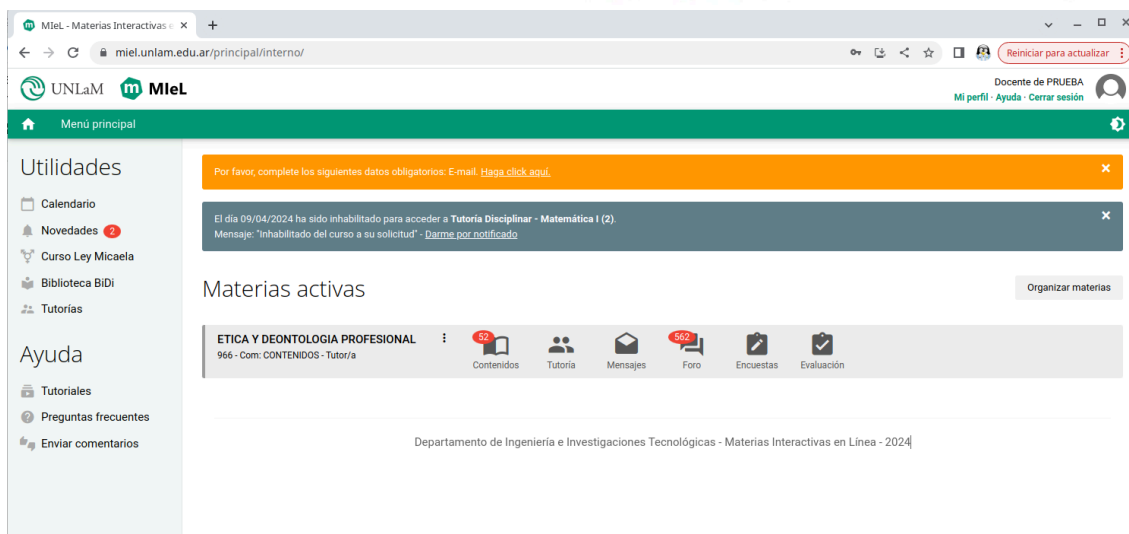 MIeL - Materias Interactivas e
miel.unlam.edu.ar/principal/interno/
Reiniciar para actualizar
UNLaM
m MIeL
Docente de PRUEBA
Mi perfil · Ayuda · Cerrar sesión
Menú principal
Utilidades
Calendario
Novedades 2
Curso Ley Micaela
Biblioteca BiDi
Tutorías
Ayuda
Tutoriales
Preguntas frecuentes
Enviar comentarios
Por favor, complete los siguientes datos obligatorios: E-mail. Haga click aquí.
El día 09/04/2024 ha sido inhabilitado para acceder a Tutoría Disciplinar - Matemática I (2).
Mensaje: "Inhabilitado del curso a su solicitud" - Darme por notificado
Materias activas
Organizar materias
ETICA Y DEONTOLOGIA PROFESIONAL
966 - Com: CONTENIDOS - Tutor/a
52
Contenidos
Tutoría
Mensajes
562
Foro
Encuestas
Evaluación
Departamento de Ingeniería e Investigaciones Tecnológicas - Materias Interactivas en Línea - 2024